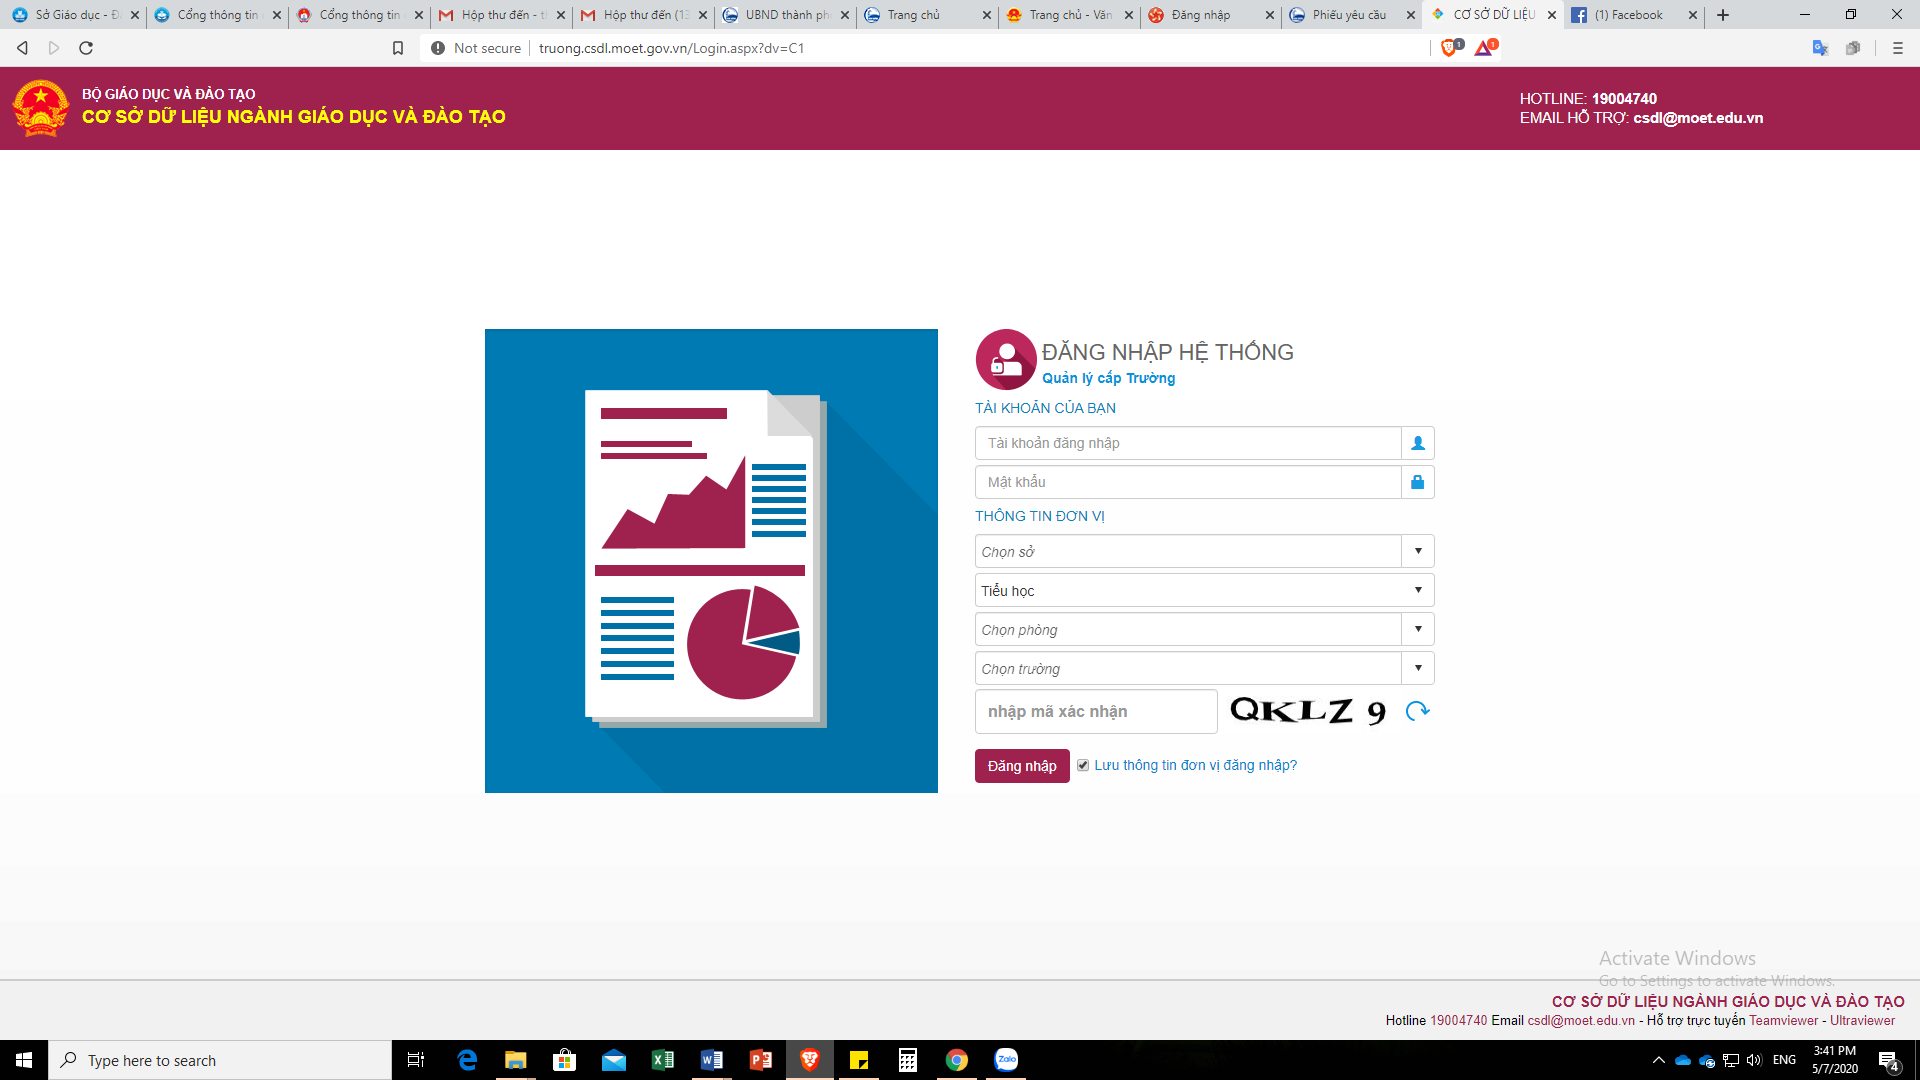 Sở Giáo dục - Đ
Cổng thông tin
Cổng thông tin
Hộp thư đến - t
Hộp thư đến (13
UBND thành ph
Trang chủ
Trang chủ - Văn
Đăng nhập
Phiếu yêu cầu
CƠ SỞ DỮ LIỆU
(1) Facebook
Not secure
truong.csdl.moet.gov.vn/Login.aspx?dv=C1
1
1
BỘ GIÁO DỤC VÀ ĐÀO TẠO
CƠ SỞ DỮ LIỆU NGÀNH GIÁO DỤC VÀ ĐÀO TẠO
HOTLINE: 19004740
EMAIL HỖ TRỢ: csdl@moet.edu.vn
ĐĂNG NHẬP HỆ THỐNG
Quản lý cấp Trường
TÀI KHOẢN CỦA BẠN
Tài khoản đăng nhập
Mật khẩu
THÔNG TIN ĐƠN VỊ
Chọn sở
Tiểu học
Chọn phòng
Chọn trường
nhập mã xác nhận
QKLZ 9
Đăng nhập
Lưu thông tin đơn vị đăng nhập?
Activate Windows
Go to Settings to activate Windows.
CƠ SỞ DỮ LIỆU NGÀNH GIÁO DỤC VÀ ĐÀO TẠO
Hotline 19004740 Email csdl@moet.edu.vn - Hỗ trợ trực tuyến Teamviewer - Ultraviewer
Type here to search
Zalo
ENG
3:41 PM
5/7/2020
4